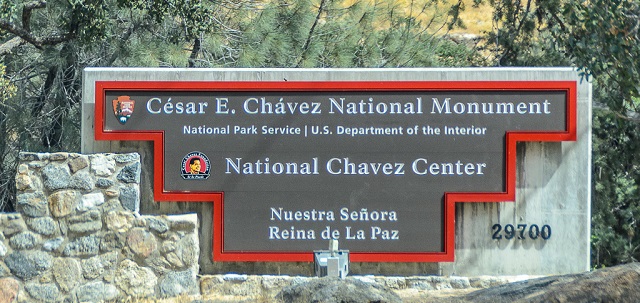 César E. Chávez National Monument
National Park Service | U.S. Department of the Interior
National Chavez Center
Nuestra Señora
Reina de La Paz
29700